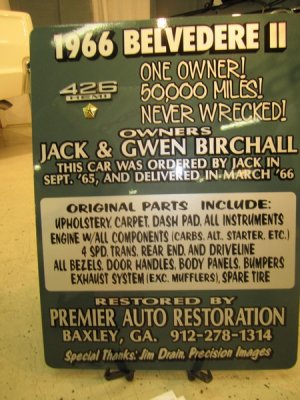 1966 BELVEDERE II
426
HEMI
ONE OWNER!
50,000 MILES!
NEVER WRECKED!
OWNERS
JACK & GWEN BIRCHALL
THIS CAR WAS ORDERED BY JACK IN
SEPT. '65, AND DELIVERED IN MARCH '66
ORIGINAL PARTS INCLUDE:
UPHOLSTERY, CARPET, DASH PAD, ALL INSTRUMENTS
ENGINE W/ALL COMPONENTS (CARBS, ALT., STARTER, ETC.)
4 SPD. TRANS, REAR END, AND DRIVELINE
ALL BEZELS, DOOR HANDLES, BODY PANELS, BUMPERS
EXHAUST SYSTEM (EXC. MUFFLERS), SPARE TIRE
RESTORED BY
PREMIER AUTO RESTORATION
BAXLEY, GA. 912-278-1314
Special Thanks: Jim Drain, Precision Images